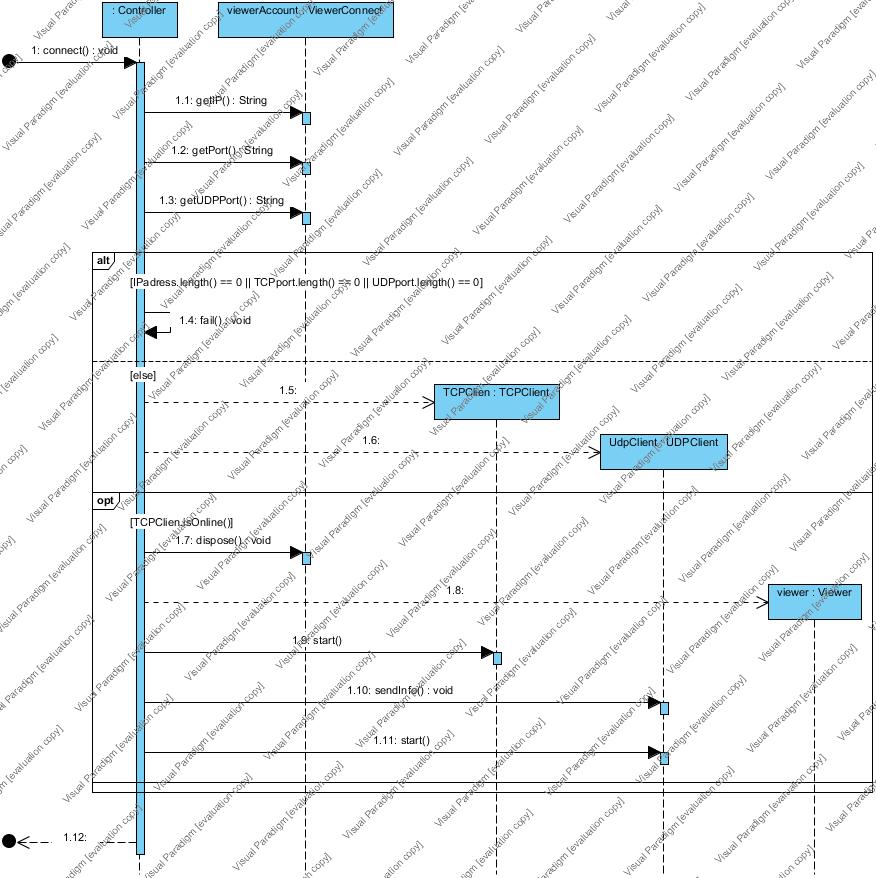 : Controller
viewerAccount : ViewerConnect
1: connect() : void
1.1: getIP() : String
1.2: getPort() : String
1.3: getUDPPort() : String
alt
[IPadress.length() == 0 || TCPport.length() == 0 || UDPport.length() == 0]
1.4: fail() : void
[else]
1.5:
TCPClien : TCPClient
1.6:
UdpClient : UDPClient
opt
[TCPClien.isOnline()]
1.7: dispose() : void
1.8:
viewer : Viewer
1.9: start()
1.10: sendInfo() : void
1.11: start()
1.12:
Visual Paradigm [evaluation copy]